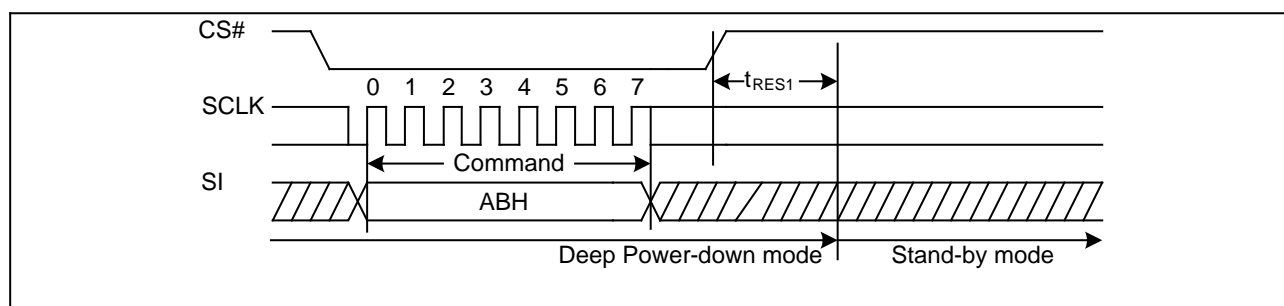 CS#
tRES1
0 1 2 3 4 5 6 7
SCLK
Command
SI
ABH
Deep Power-down mode Stand-by mode